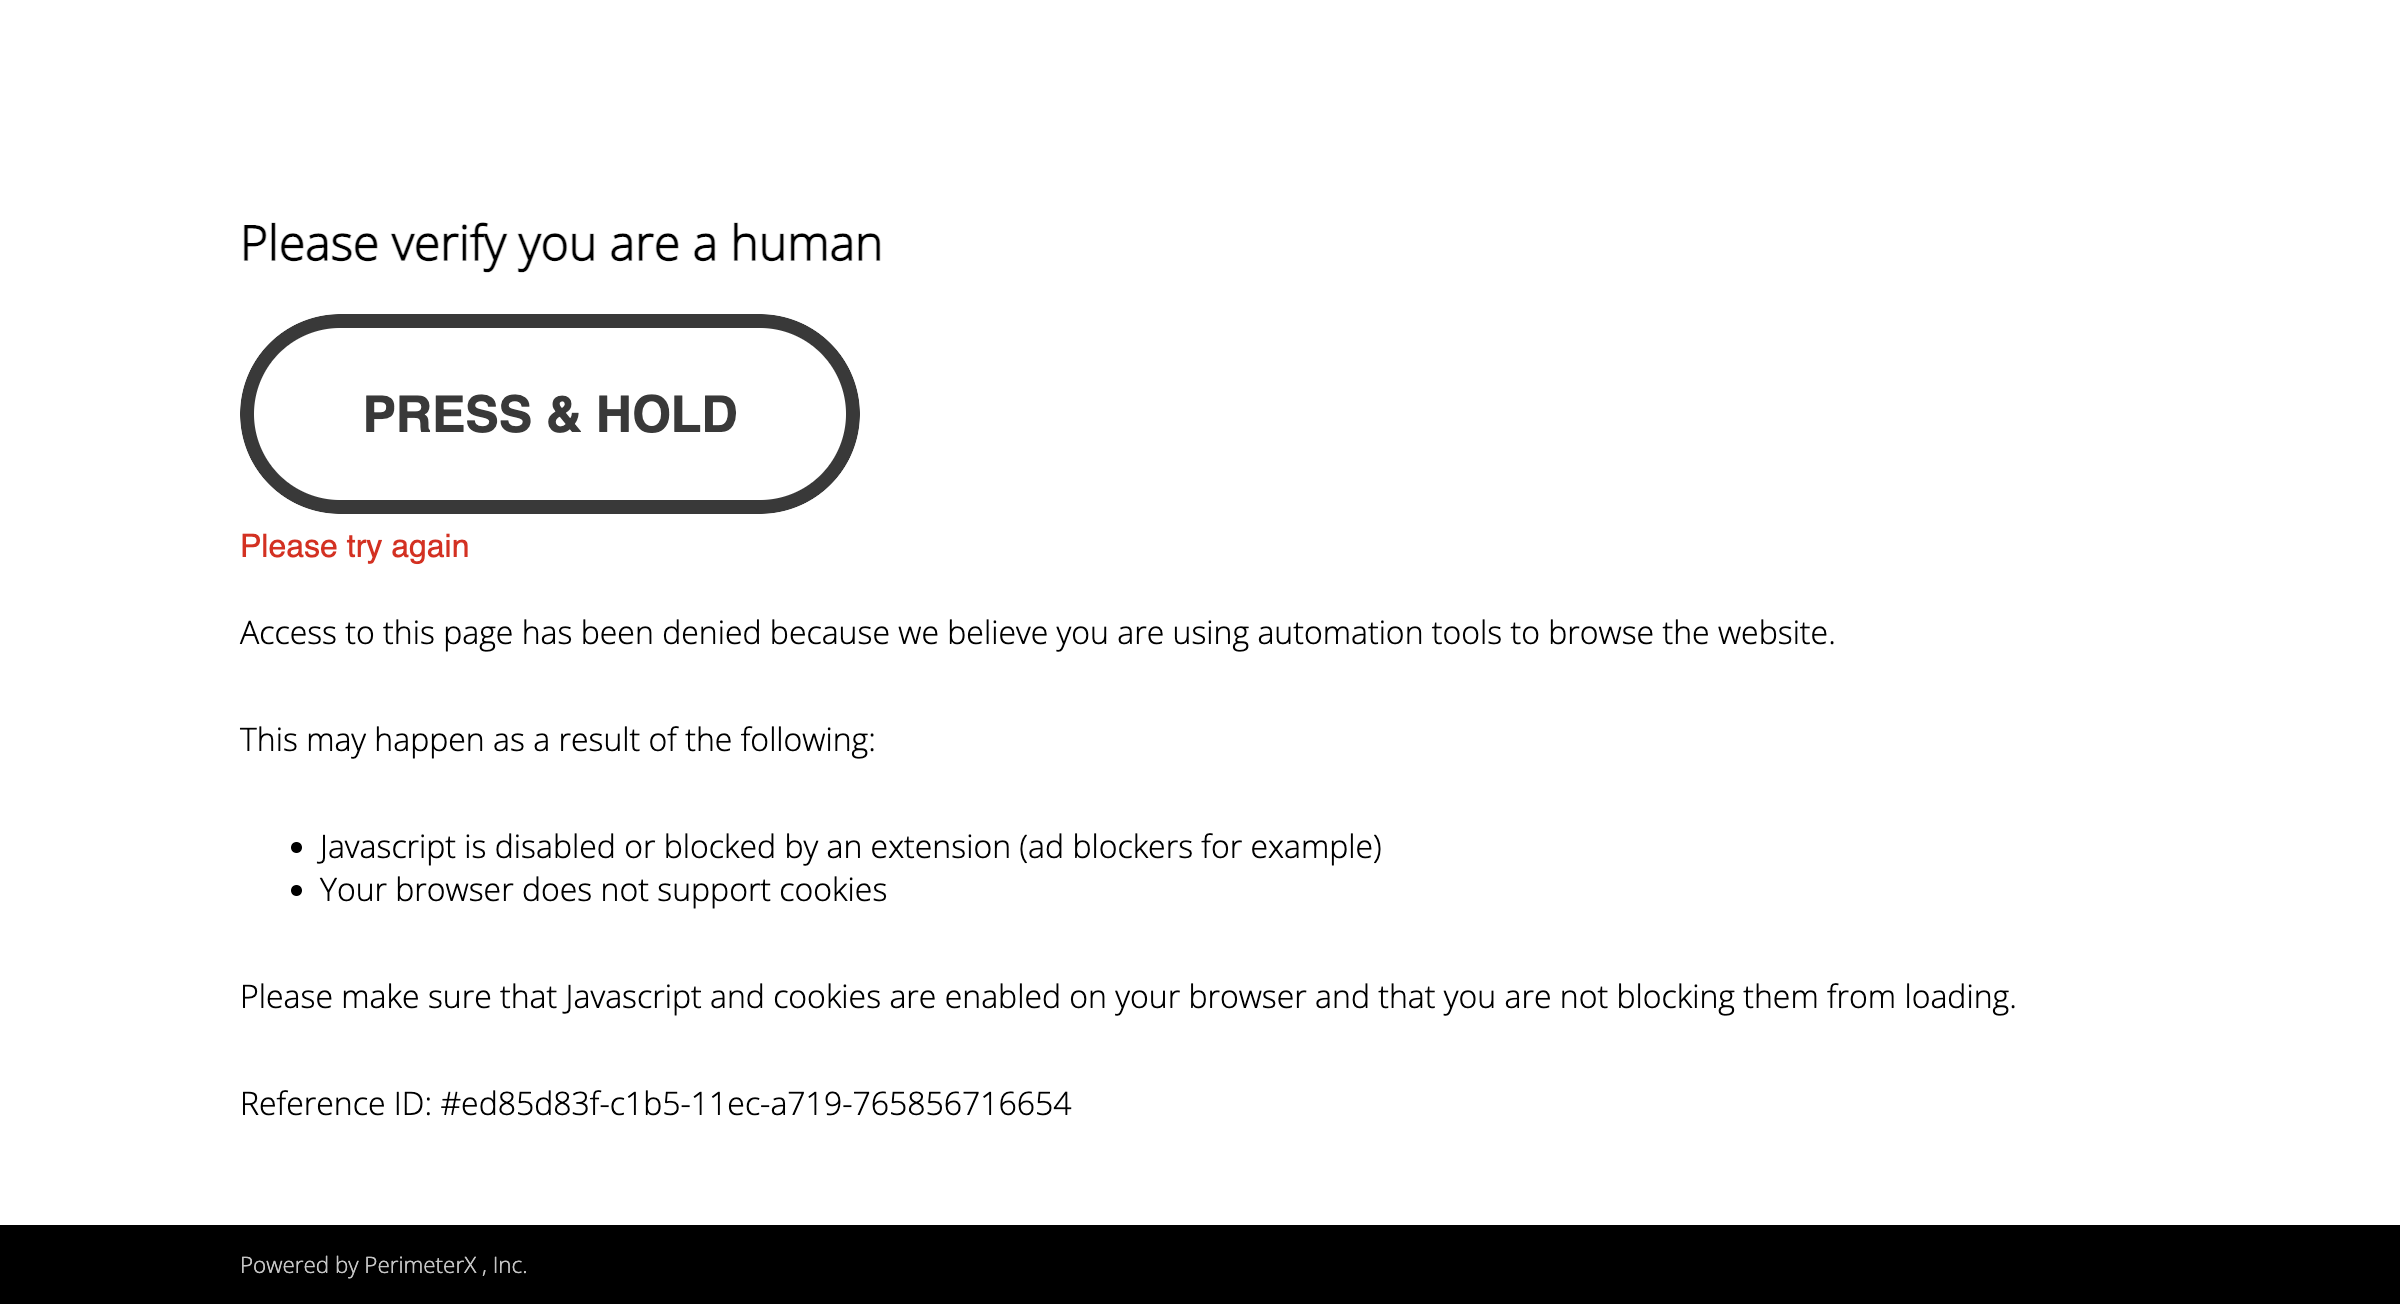 Please verify you are a human
PRESS & HOLD
Please try again
Access to this page has been denied because we believe you are using automation tools to browse the website.
This may happen as a result of the following:
Javascript is disabled or blocked by an extension (ad blockers for example)
Your browser does not support cookies
Please make sure that Javascript and cookies are enabled on your browser and that you are not blocking them from loading.
Reference ID: #ed85d83f-c1b5-11ec-a719-765856716654
Powered by PerimeterX , Inc.